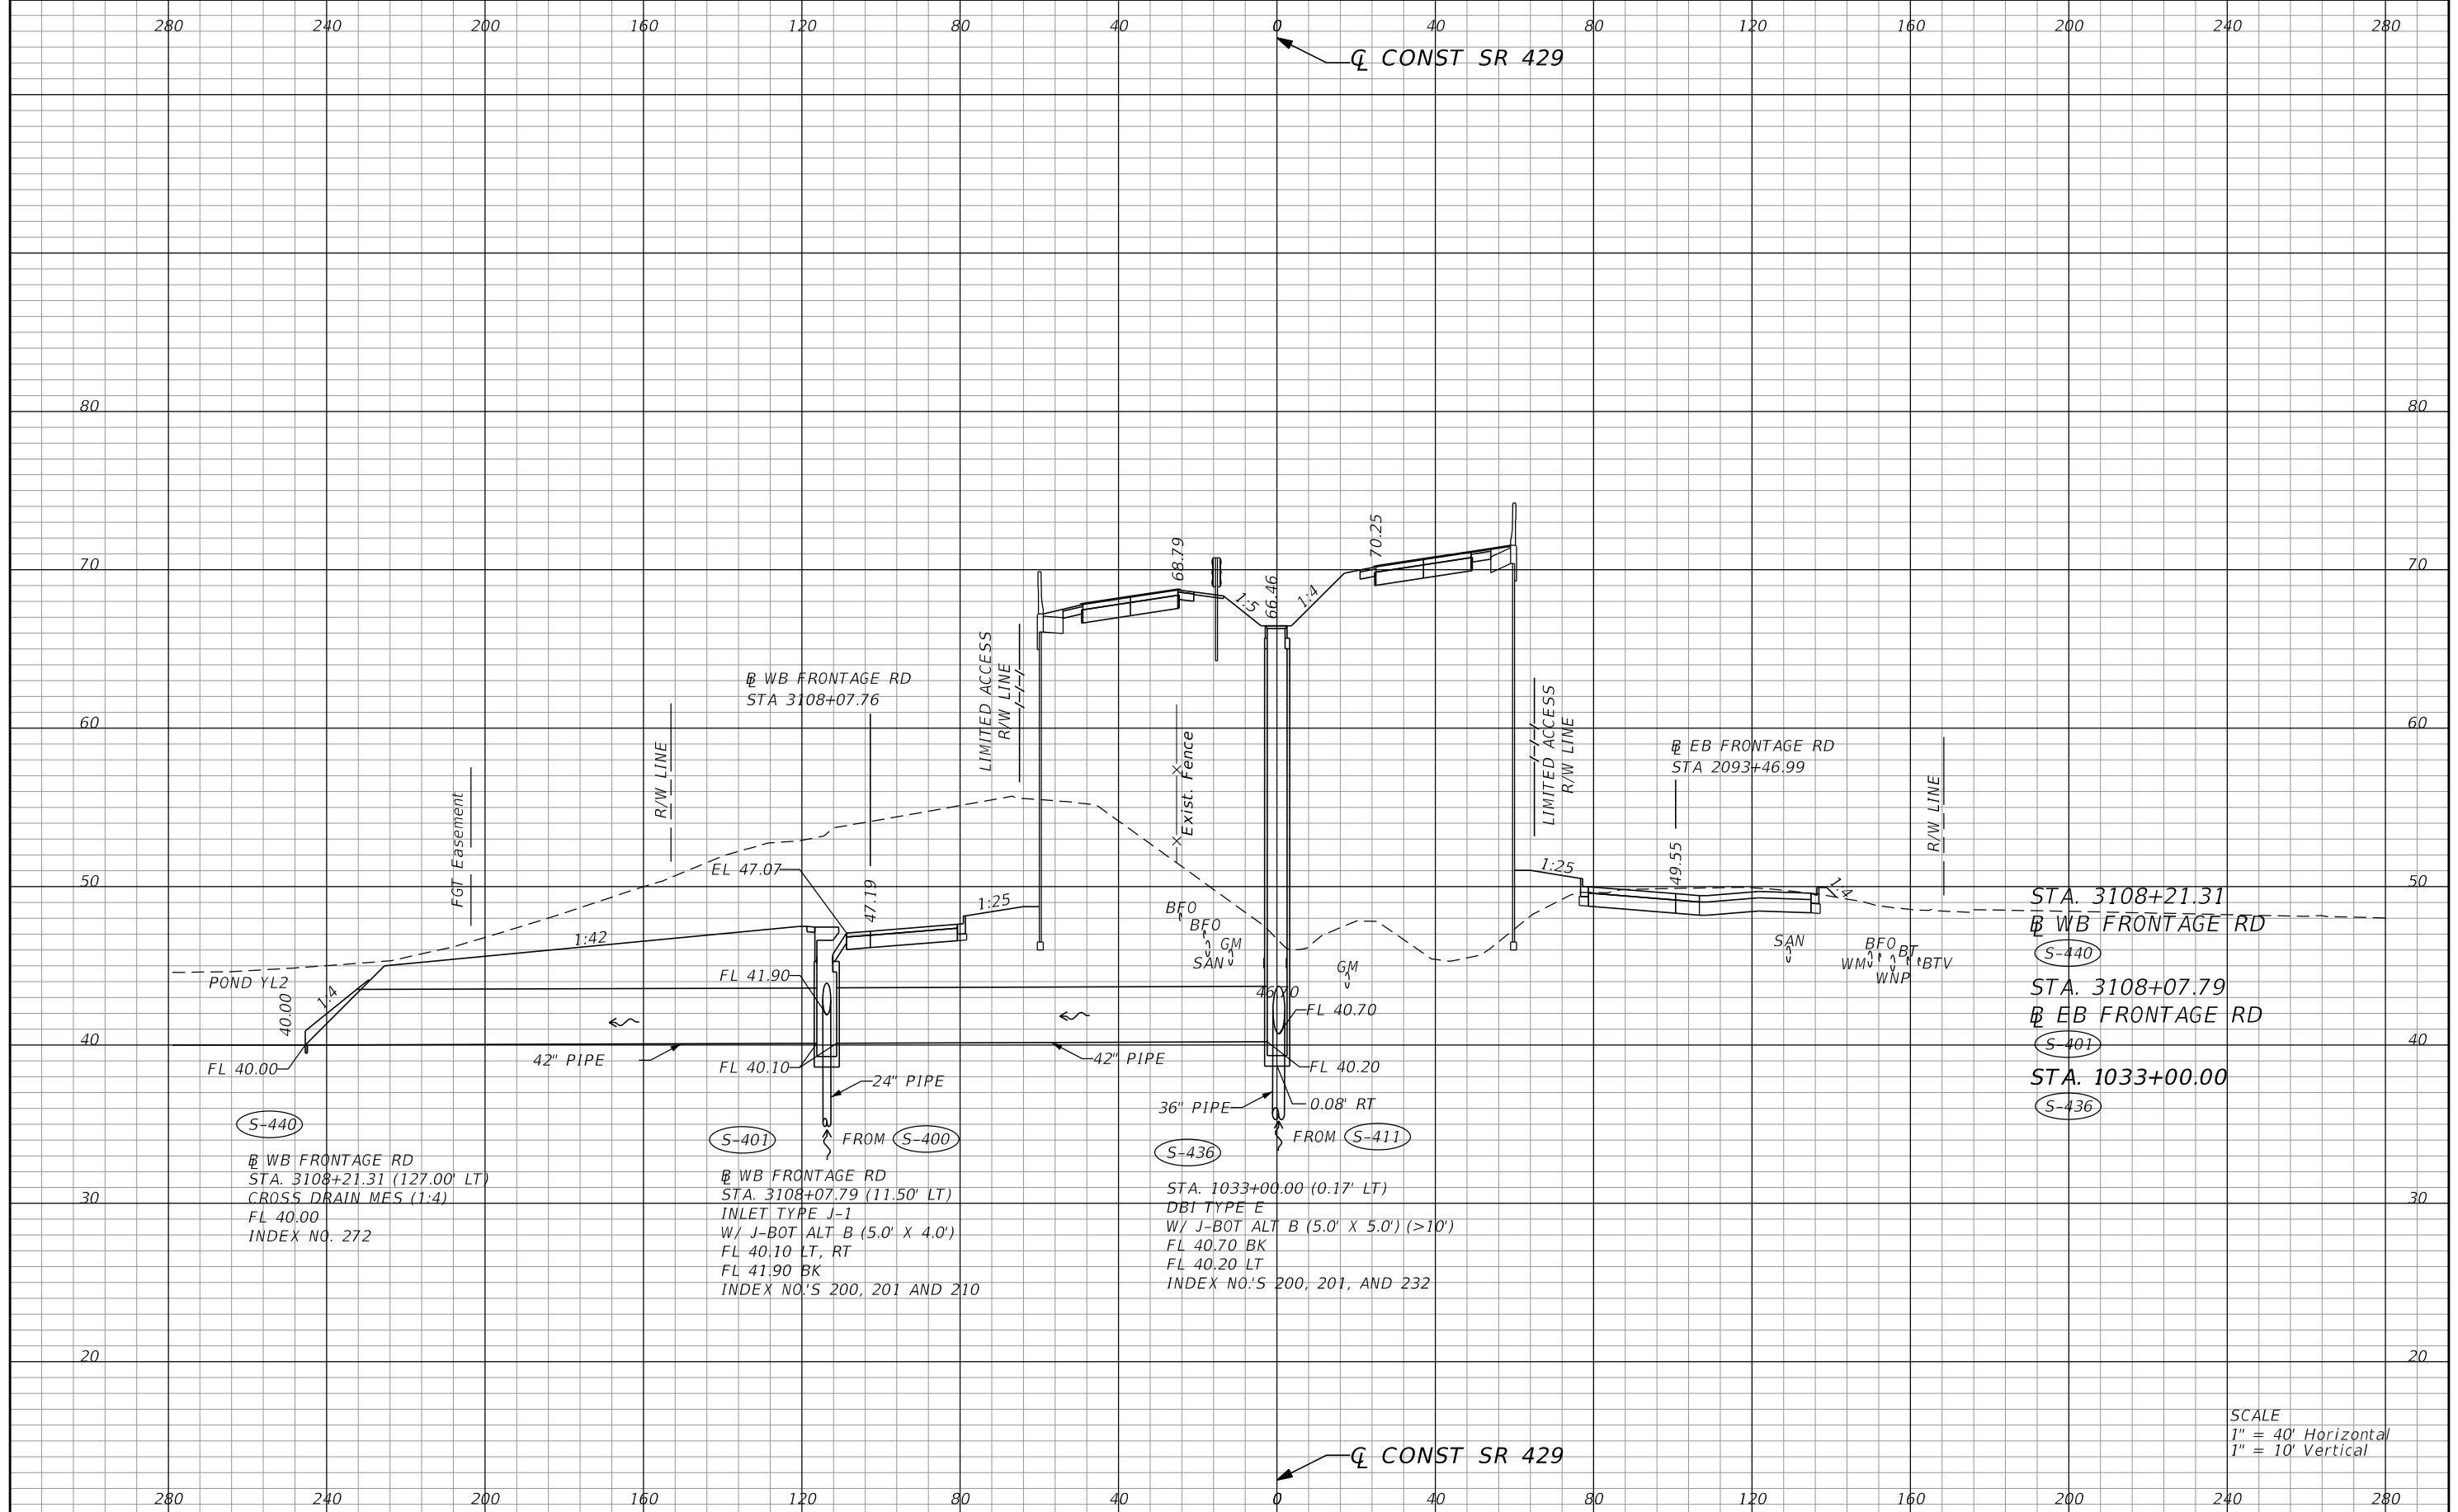 280 240 200 160 120 80 40 0 40 80 120 160 200 240 280
℄ CONST SR 429
80 80
70 70
60 60
50 50
40 40
30 30
20 20
68.79
70.25
66.46
1:5
1:4
LIMITED ACCESS
R/W LINE
B̲L WB FRONTAGE RD
STA 3108+07.76
R/W LINE
FGT Easement
Exist. Fence
LIMITED ACCESS
R/W LINE
B̲L EB FRONTAGE RD
STA 2093+46.99
R/W LINE
EL 47.07
47.19
1:25
1:25
49.55
1:4
1:42
POND YL2
40.00
1:4
FL 41.90
BFO
BFO
GM
SAN
GM
46.70
FL 40.70
SAN
BFO
BT
WM
BTV
WNP
FL 40.00
42" PIPE
FL 40.10
24" PIPE
42" PIPE
FL 40.20
36" PIPE
0.08' RT
STA. 3108+21.31
B̲L WB FRONTAGE RD
S-440
STA. 3108+07.79
B̲L EB FRONTAGE RD
S-401
STA. 1033+00.00
S-436
S-440
B̲L WB FRONTAGE RD
STA. 3108+21.31 (127.00' LT)
CROSS DRAIN MES (1:4)
FL 40.00
INDEX NO. 272
S-401
FROM S-400
B̲L WB FRONTAGE RD
STA. 3108+07.79 (11.50' LT)
INLET TYPE J-1
W/ J-BOT ALT B (5.0' X 4.0')
FL 40.10 LT, RT
FL 41.90 BK
INDEX NO.'S 200, 201 AND 210
S-436
FROM S-411
STA. 1033+00.00 (0.17' LT)
DBI TYPE E
W/ J-BOT ALT B (5.0' X 5.0') (>10')
FL 40.70 BK
FL 40.20 LT
INDEX NO.'S 200, 201, AND 232
SCALE
1" = 40' Horizontal
1" = 10' Vertical
℄ CONST SR 429
280 240 200 160 120 80 40 0 40 80 120 160 200 240 280